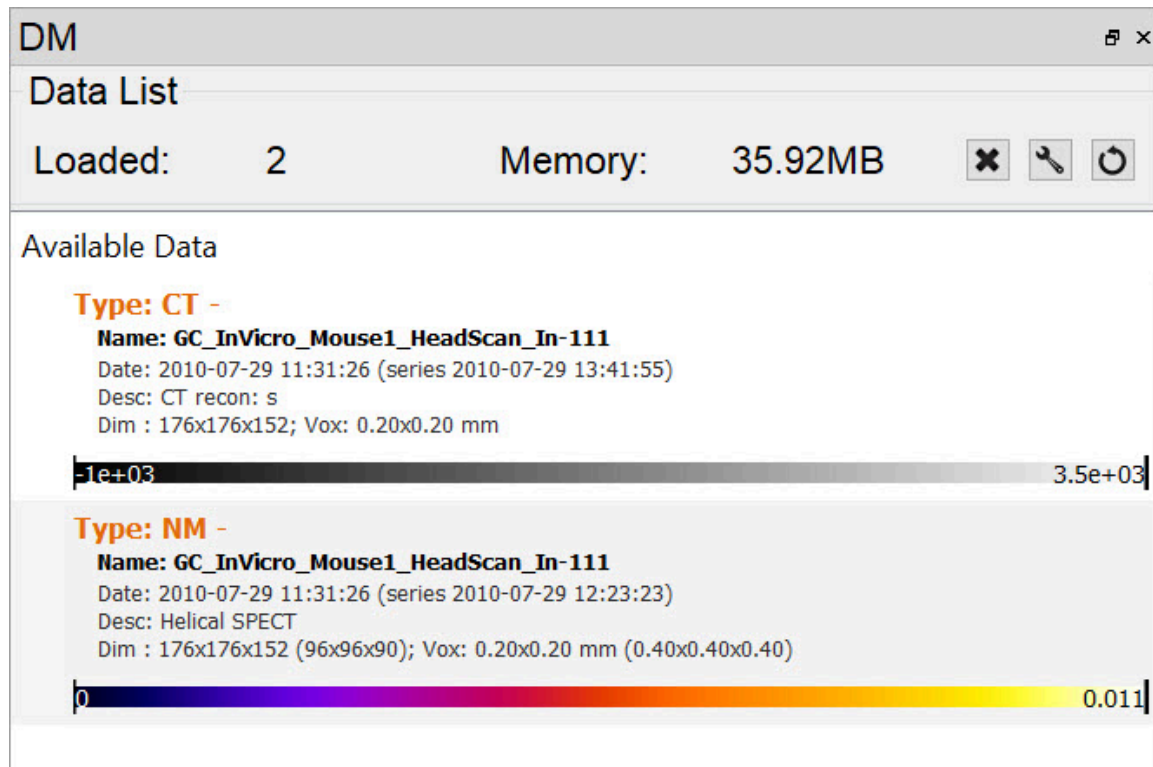 DM
Data List
Loaded: 2 Memory: 35.92MB
Available Data
Type: CT -
Name: GC_InVicro_Mouse1_HeadScan_In-111
Date: 2010-07-29 11:31:26 (series 2010-07-29 13:41:55)
Desc: CT recon: s
Dim : 176x176x152; Vox: 0.20x0.20 mm
-1e+03 3.5e+03
Type: NM -
Name: GC_InVicro_Mouse1_HeadScan_In-111
Date: 2010-07-29 11:31:26 (series 2010-07-29 12:23:23)
Desc: Helical SPECT
Dim : 176x176x152 (96x96x90); Vox: 0.20x0.20 mm (0.40x0.40x0.40)
0 0.011